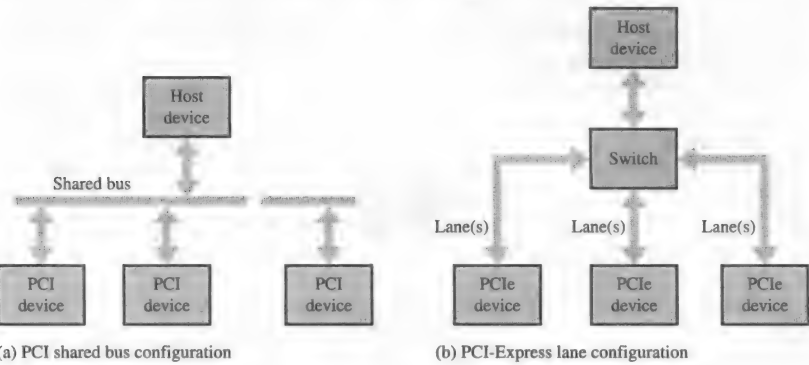 Host
device
Shared bus
PCI
device
PCI
device
PCI
device
(a) PCI shared bus configuration
Host
device
Switch
Lane(s)
Lane(s)
Lane(s)
PCIe
device
PCIe
device
PCIe
device
(b) PCI-Express lane configuration